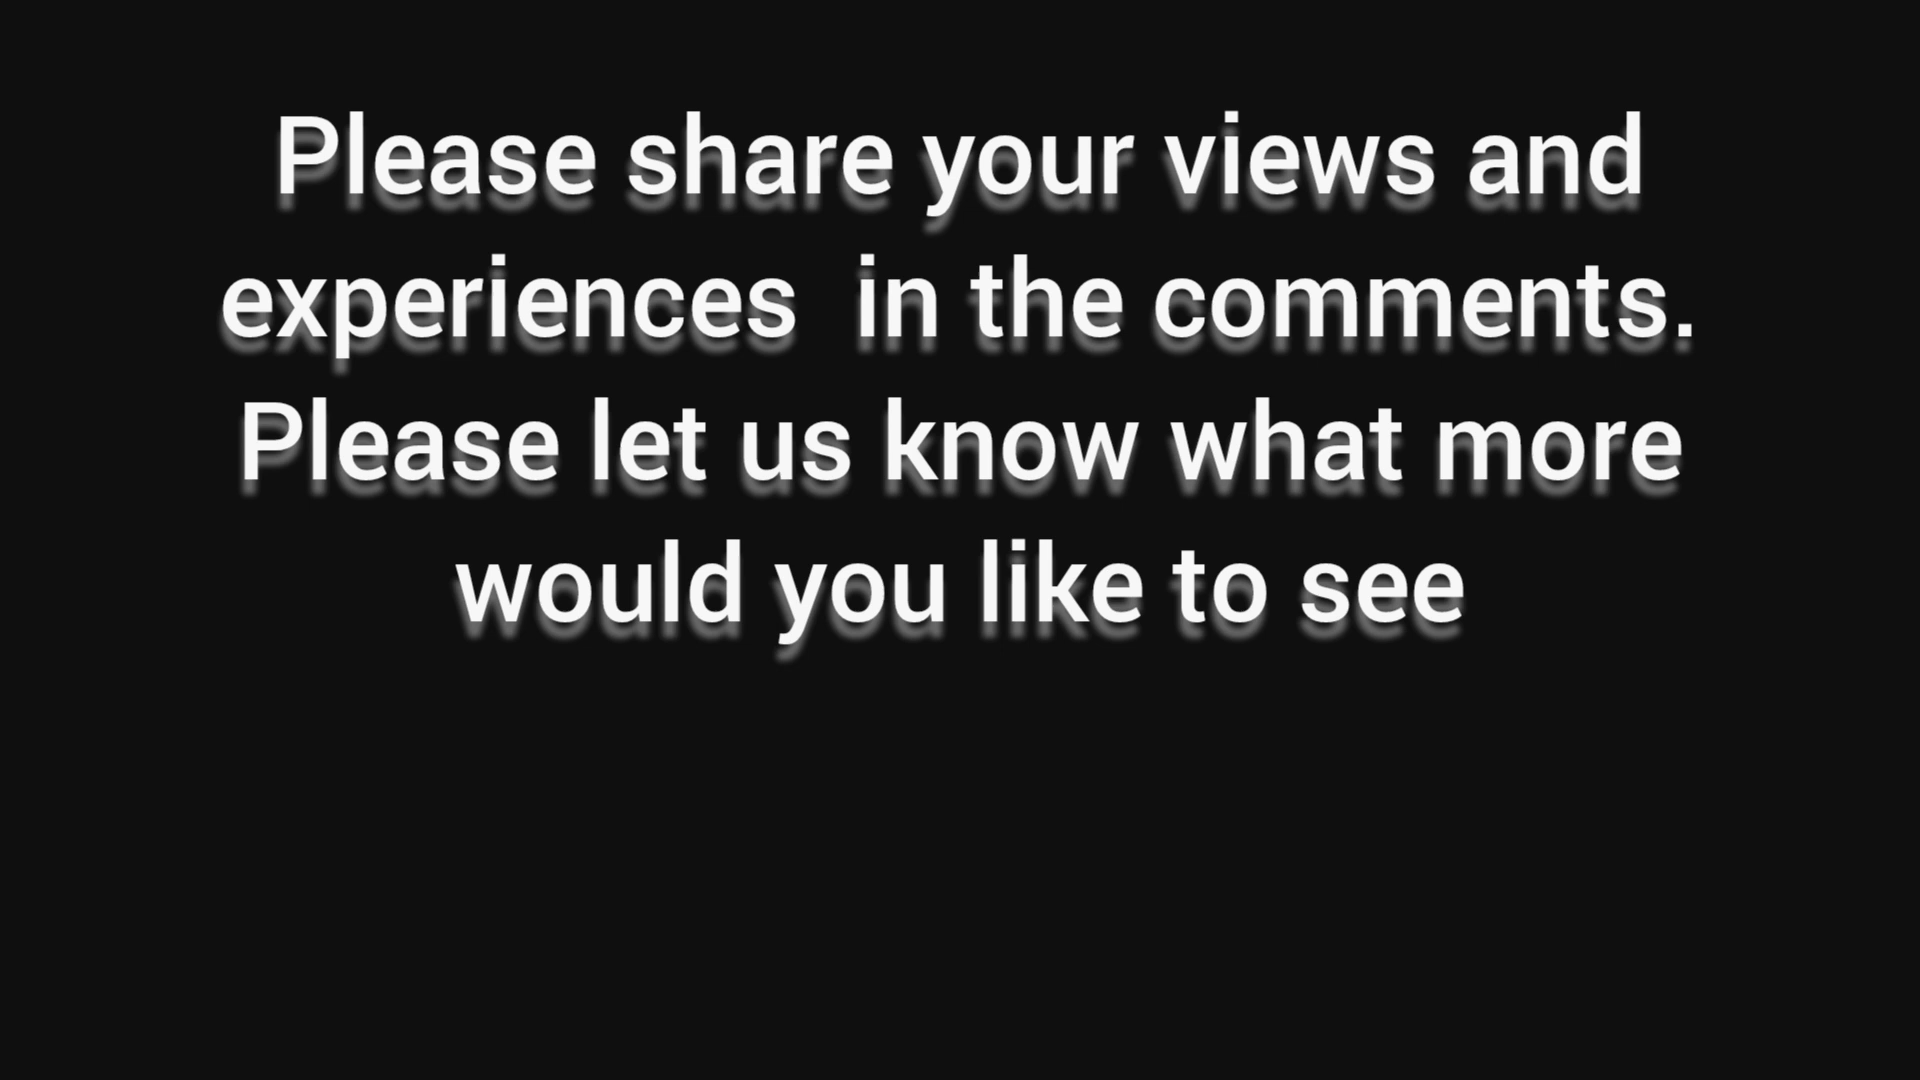 Please share your views and
experiences  in the comments.
Please let us know what more
would you like to see